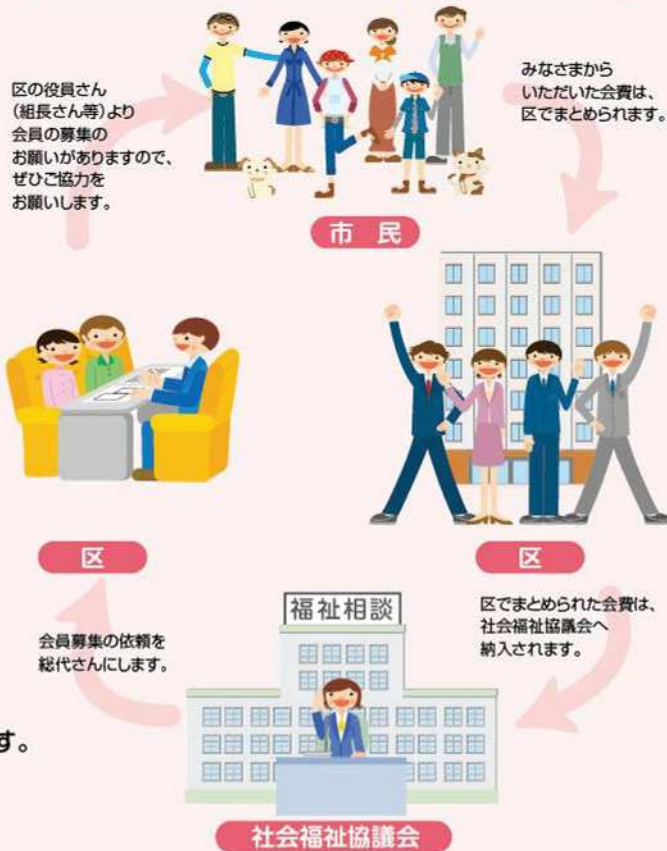 区の役員さん
(組長さん等)より
会員の募集の
お願いがありますので、
ぜひご協力を
お願いします。
みなさまから
いただいた会費は、
区でまとめられます。
市 民
区
区
会員募集の依頼を
総代さんにします。
福祉相談
区でまとめられた会費は、
社会福祉協議会へ
納入されます。
す。
社会福祉協議会